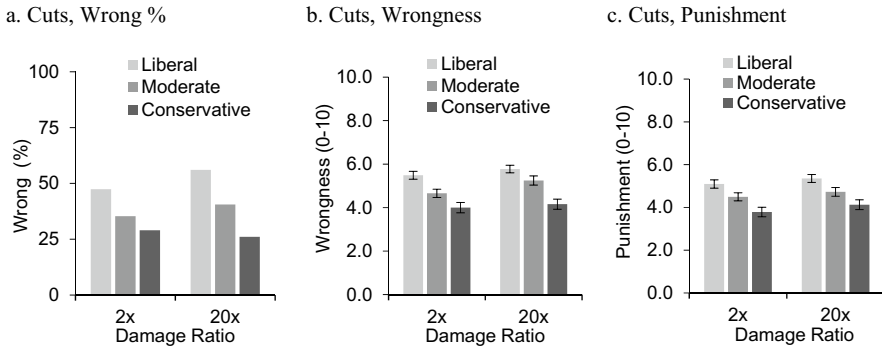 a. Cuts, Wrong %
100
75
50
25
0
Wrong (%)
Liberal
Moderate
Conservative
2x
20x
Damage Ratio
b. Cuts, Wrongness
10.0
8.0
6.0
4.0
2.0
0.0
Wrongness (0-10)
Liberal
Moderate
Conservative
2x
20x
Damage Ratio
c. Cuts, Punishment
10.0
8.0
6.0
4.0
2.0
0.0
Punishment (0-10)
Liberal
Moderate
Conservative
2x
20x
Damage Ratio